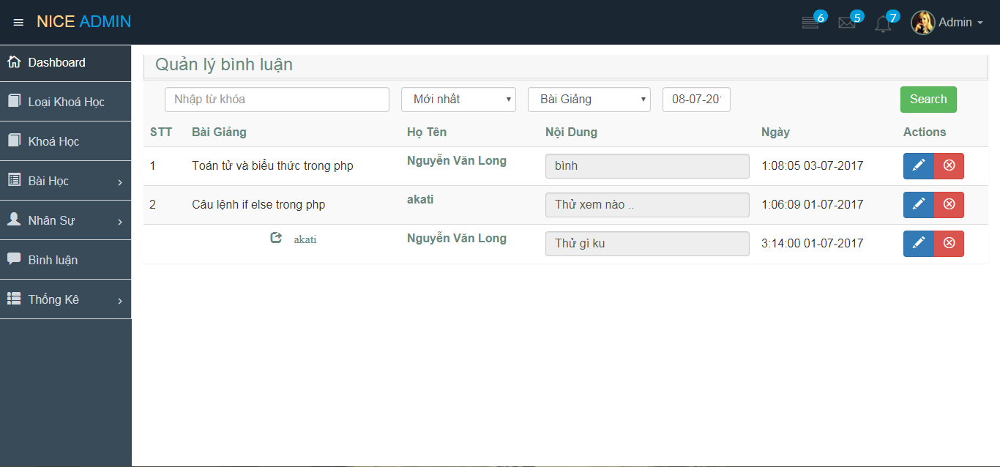 NICE ADMIN
6 5 7 Admin
Dashboard
Loại Khoá Học
Khoá Học
Bài Học
Nhân Sự
Bình luận
Thống Kê
Quản lý bình luận
Nhập từ khóa Mới nhất Bài Giảng 08-07-20 Search
STT Bài Giảng Họ Tên Nội Dung Ngày Actions
1 Toán tử và biểu thức trong php Nguyễn Văn Long bình 1:08:05 03-07-2017
2 Câu lệnh if else trong php akati Thử xem nào .. 1:06:09 01-07-2017
akati Nguyễn Văn Long Thử gì ku 3:14:00 01-07-2017